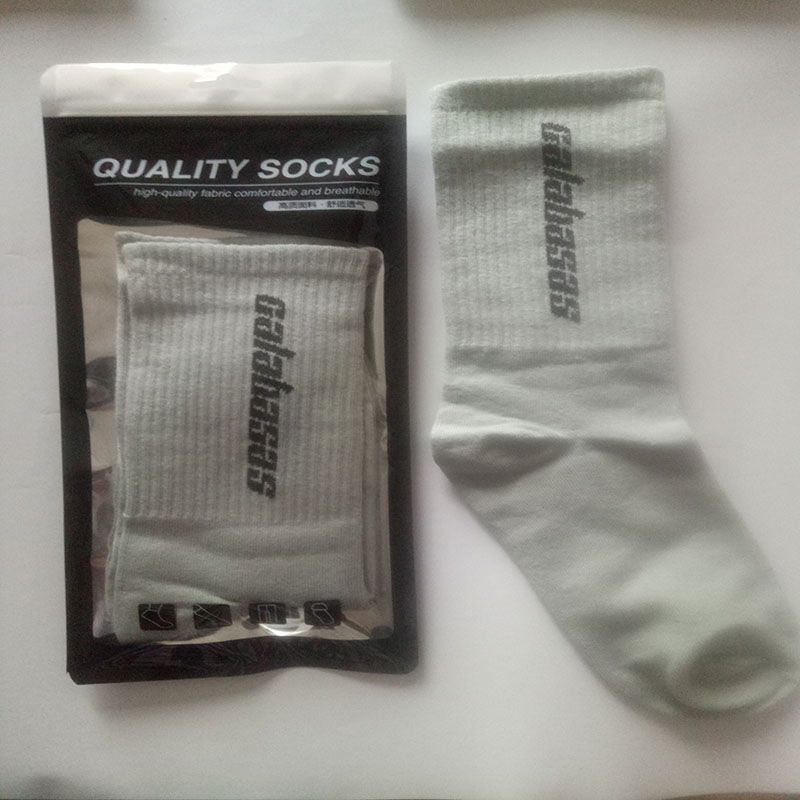 QUALITY SOCKS
high-quality fabric comfortable and breathable
高质面料·舒适透气
Calabasas
Calabasas